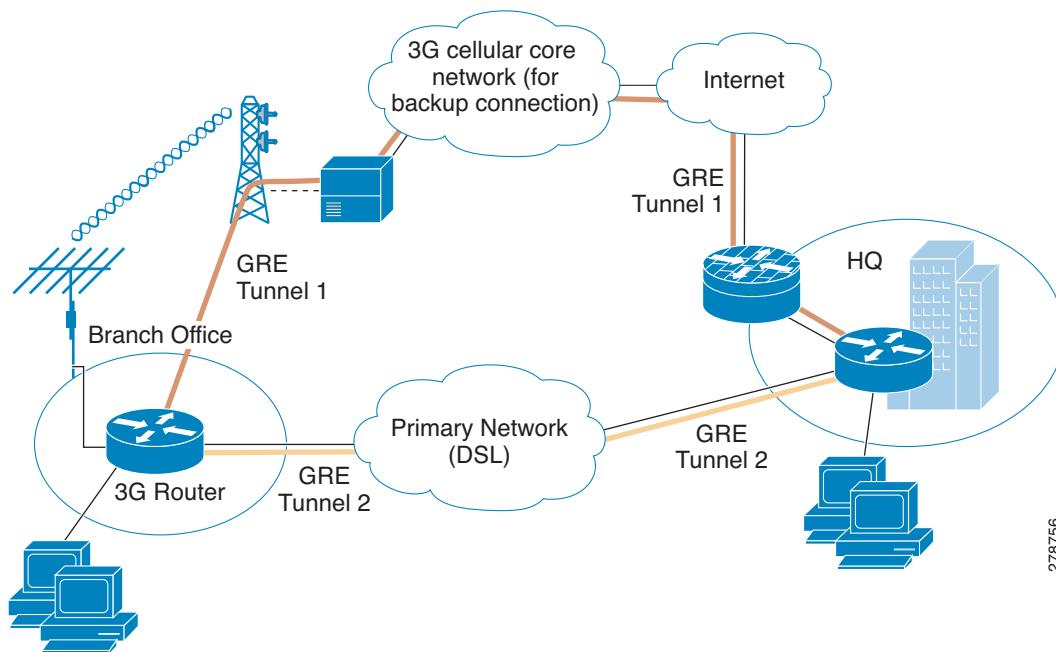 3G cellular core
network (for
backup connection)
Internet
GRE
Tunnel 1
GRE
Tunnel 1
HQ
Branch Office
Primary Network
(DSL)
GRE
Tunnel 2
3G Router
GRE
Tunnel 2
278756